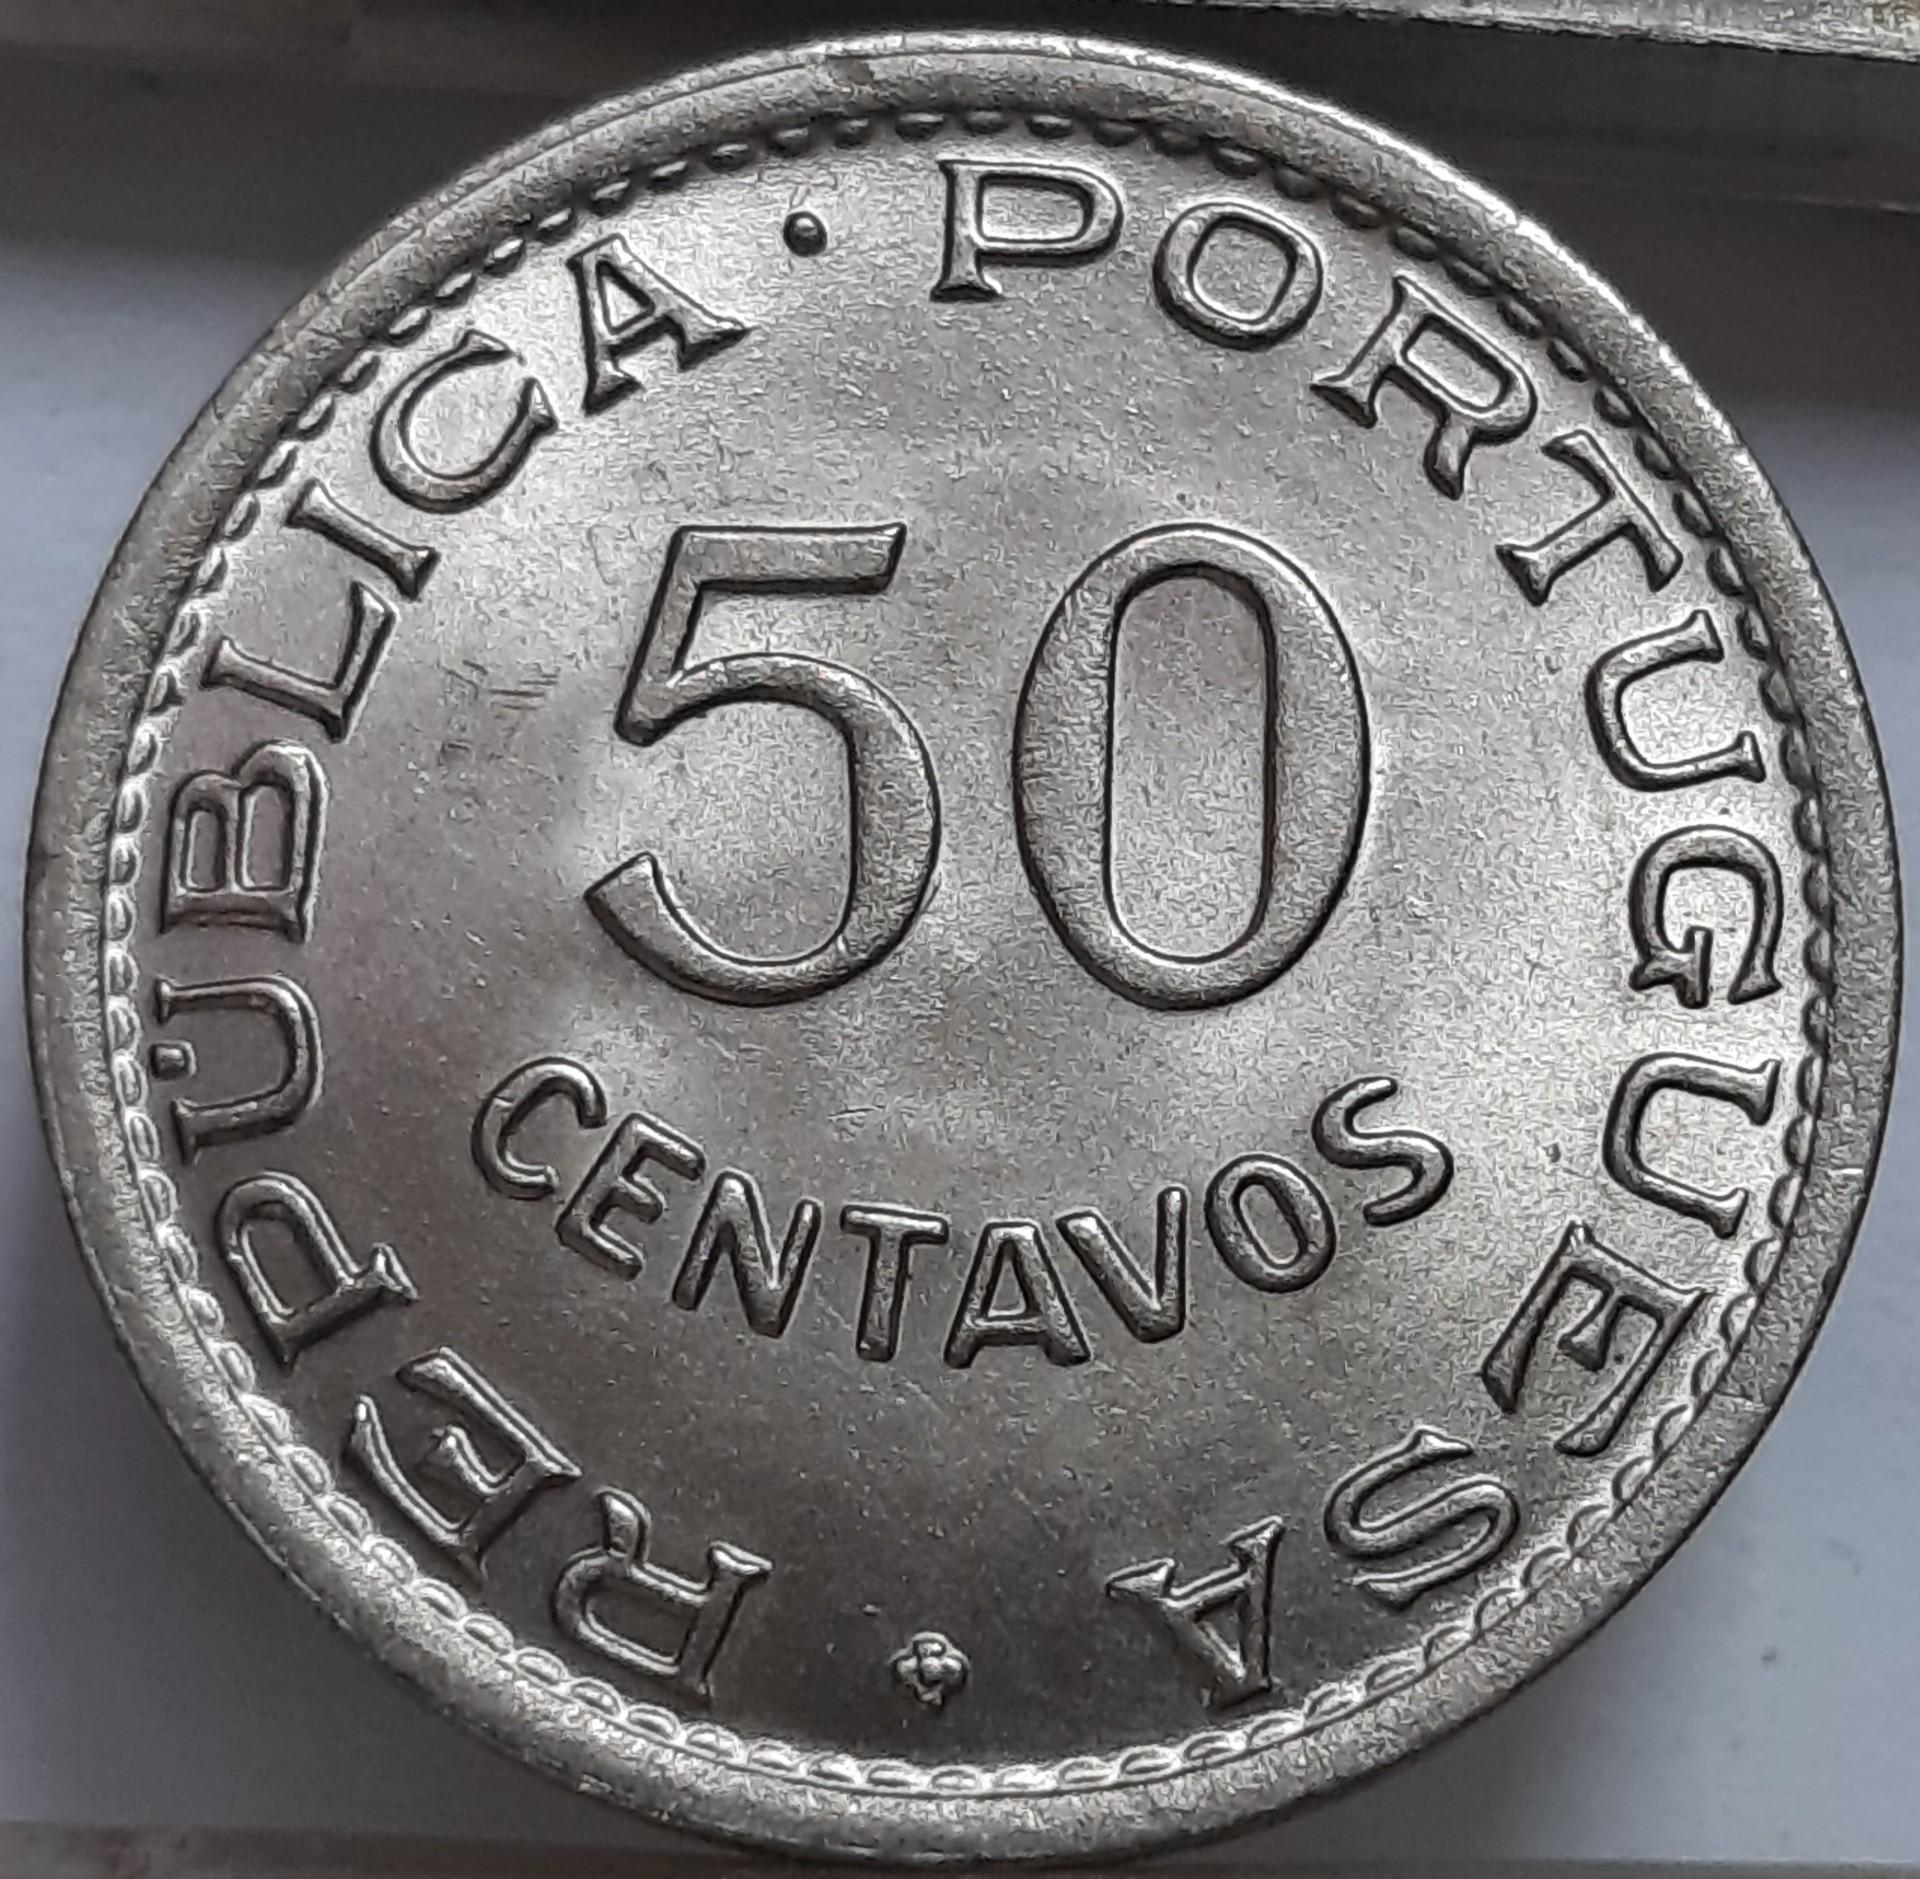 REPÚBLICA · PORTUGUESA
50
CENTAVOS